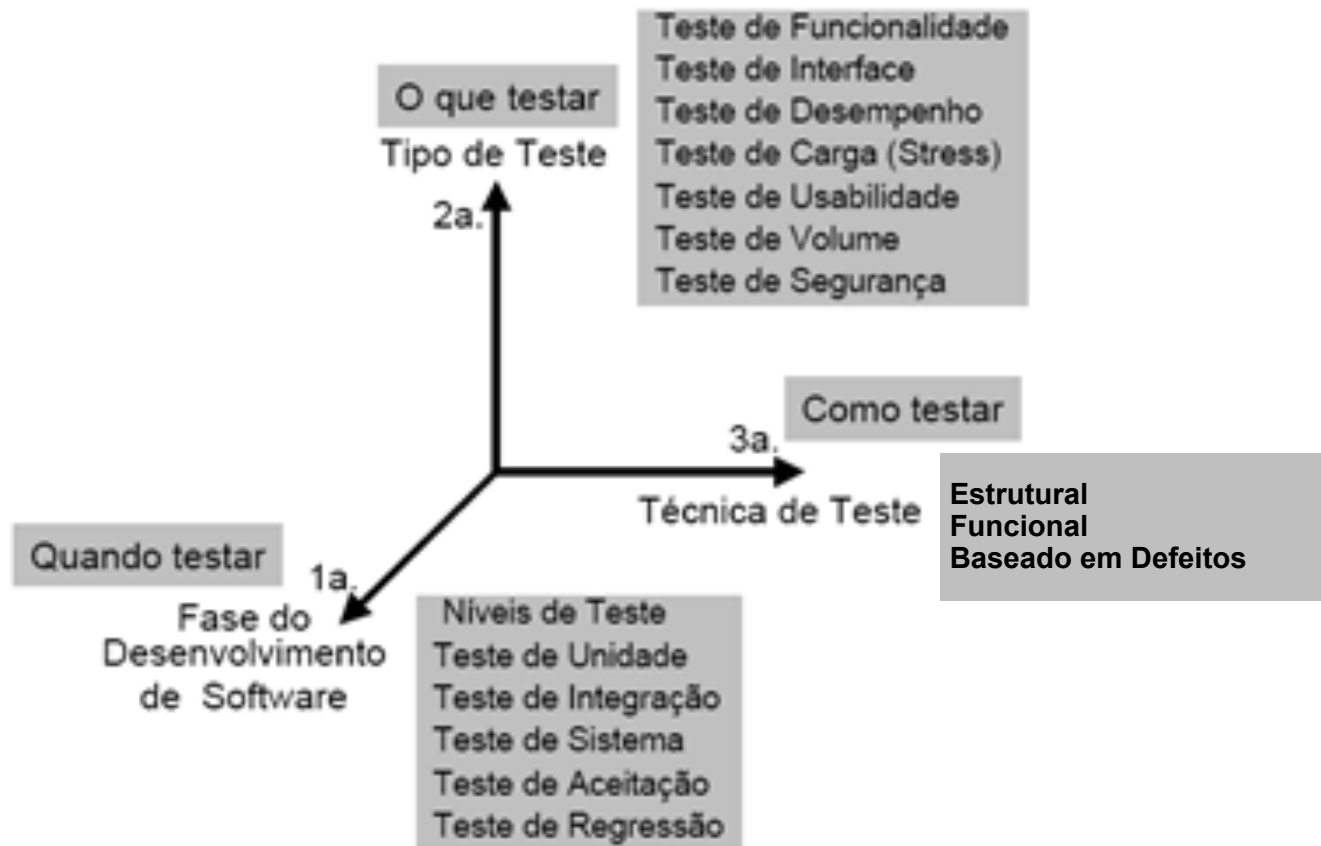 O que testar
Tipo de Teste
2a.
Teste de Funcionalidade
Teste de Interface
Teste de Desempenho
Teste de Carga (Stress)
Teste de Usabilidade
Teste de Volume
Teste de Segurança
Como testar
3a.
Técnica de Teste
Estrutural
Funcional
Baseado em Defeitos
Quando testar
1a.
Fase do
Desenvolvimento
de Software
Níveis de Teste
Teste de Unidade
Teste de Integração
Teste de Sistema
Teste de Aceitação
Teste de Regressão